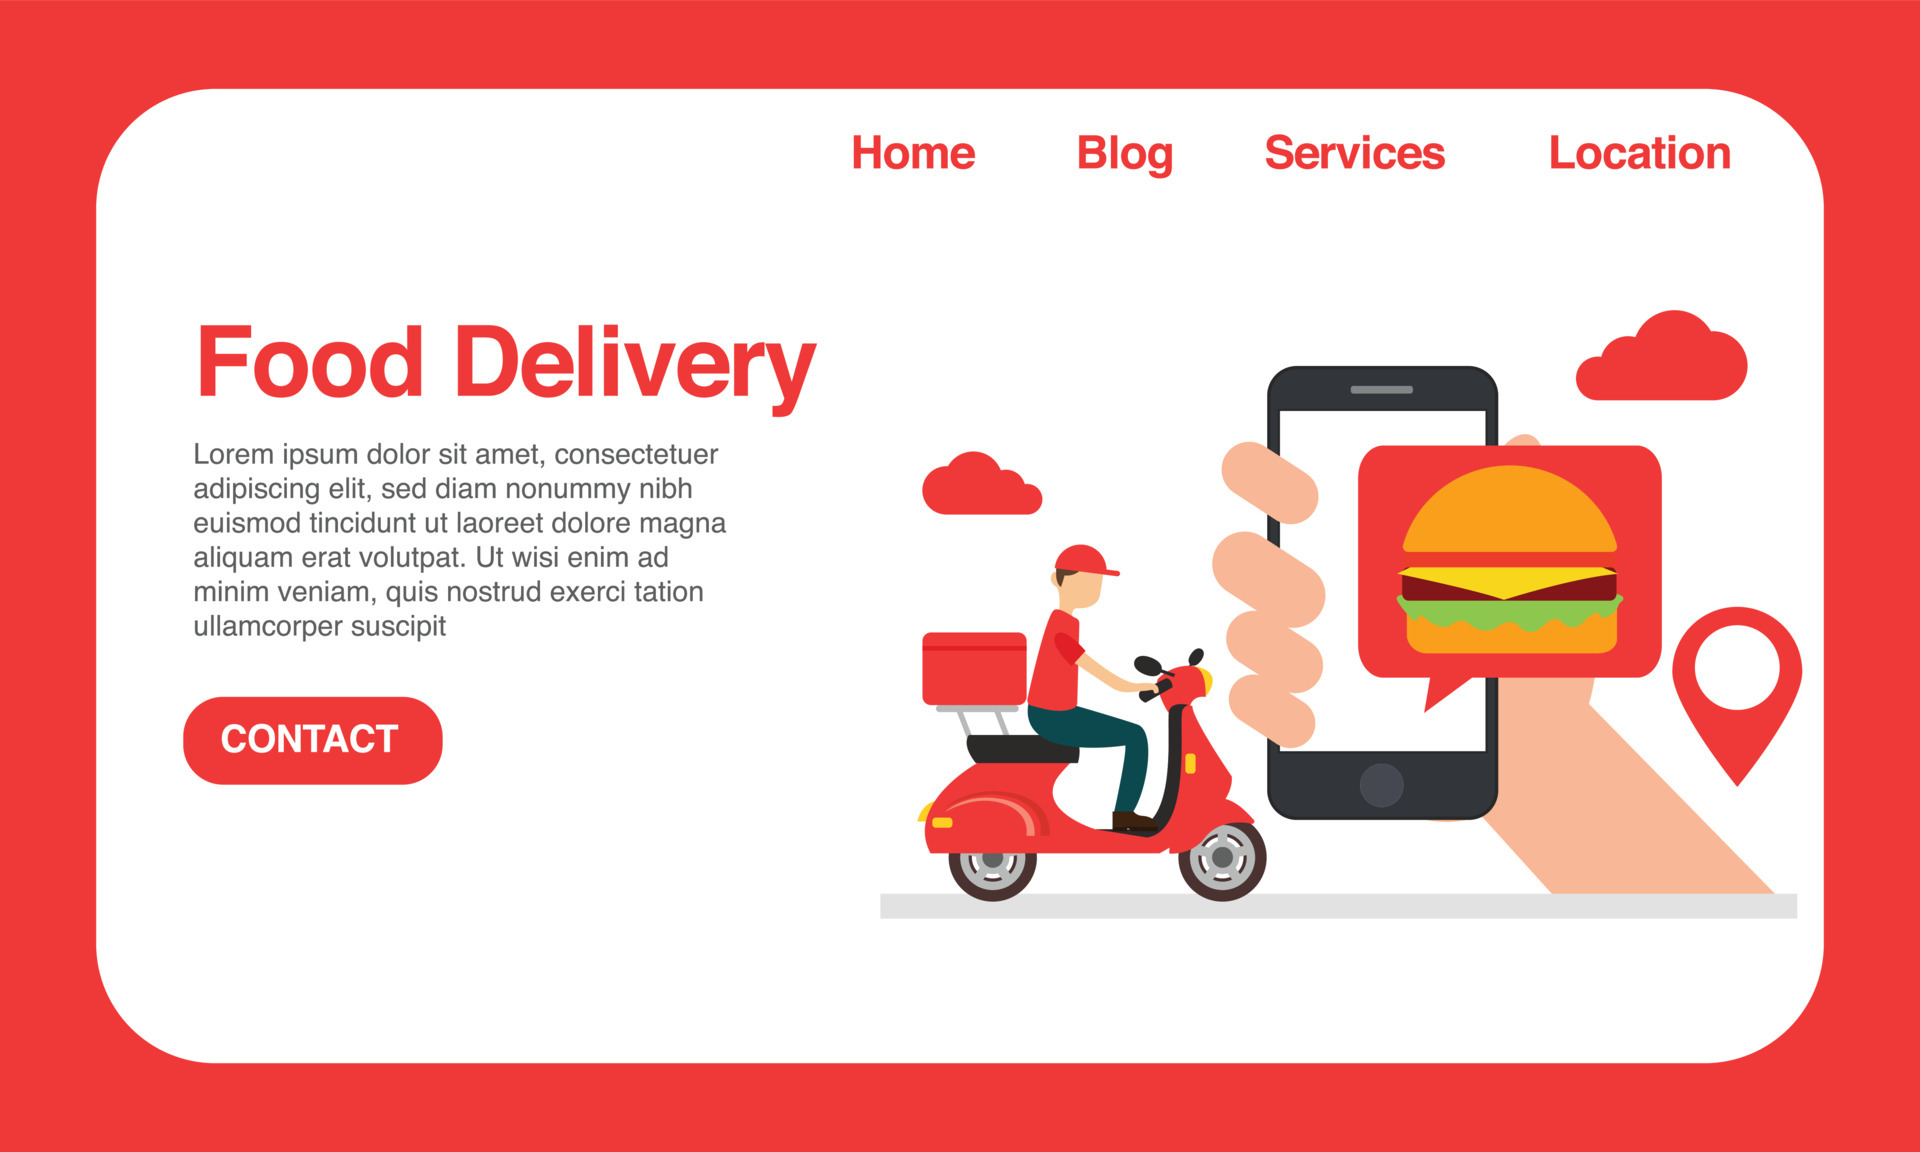 Home Blog Services Location
Food Delivery
Lorem ipsum dolor sit amet, consectetuer
adipiscing elit, sed diam nonummy nibh
euismod tincidunt ut laoreet dolore magna
aliquam erat volutpat. Ut wisi enim ad
minim veniam, quis nostrud exerci tation
ullamcorper suscipit
CONTACT